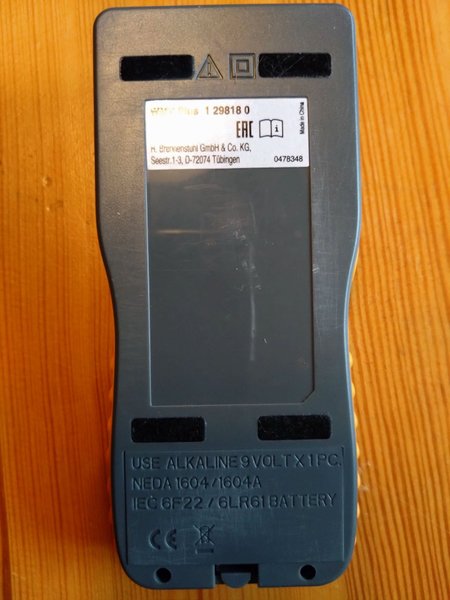 Plus 1 29818 0
EAC
Made in China
H. Brennenstuhl GmbH & Co. KG,
Seestr.1-3, D-72074 Tübingen
0478348
USE ALKALINE 9 VOLT X 1 PC.
NEDA 1604/1604A
IEC 6F22 / 6LR61 BATTERY
CE